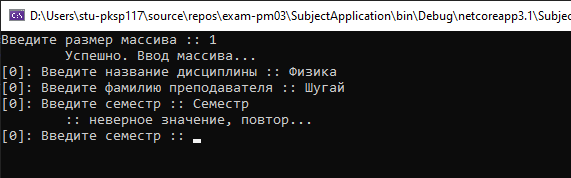 D:\Users\stu-pksp117\source\repos\exam-pm03\SubjectApplication\bin\Debug\netcoreapp3.1\Subjec
Введите размер массива :: 1
Успешно. Ввод массива...
[0]: Введите название дисциплины :: Физика
[0]: Введите фамилию преподавателя :: Шугай
[0]: Введите семестр :: Семестр
:: неверное значение, повтор...
[0]: Введите семестр ::